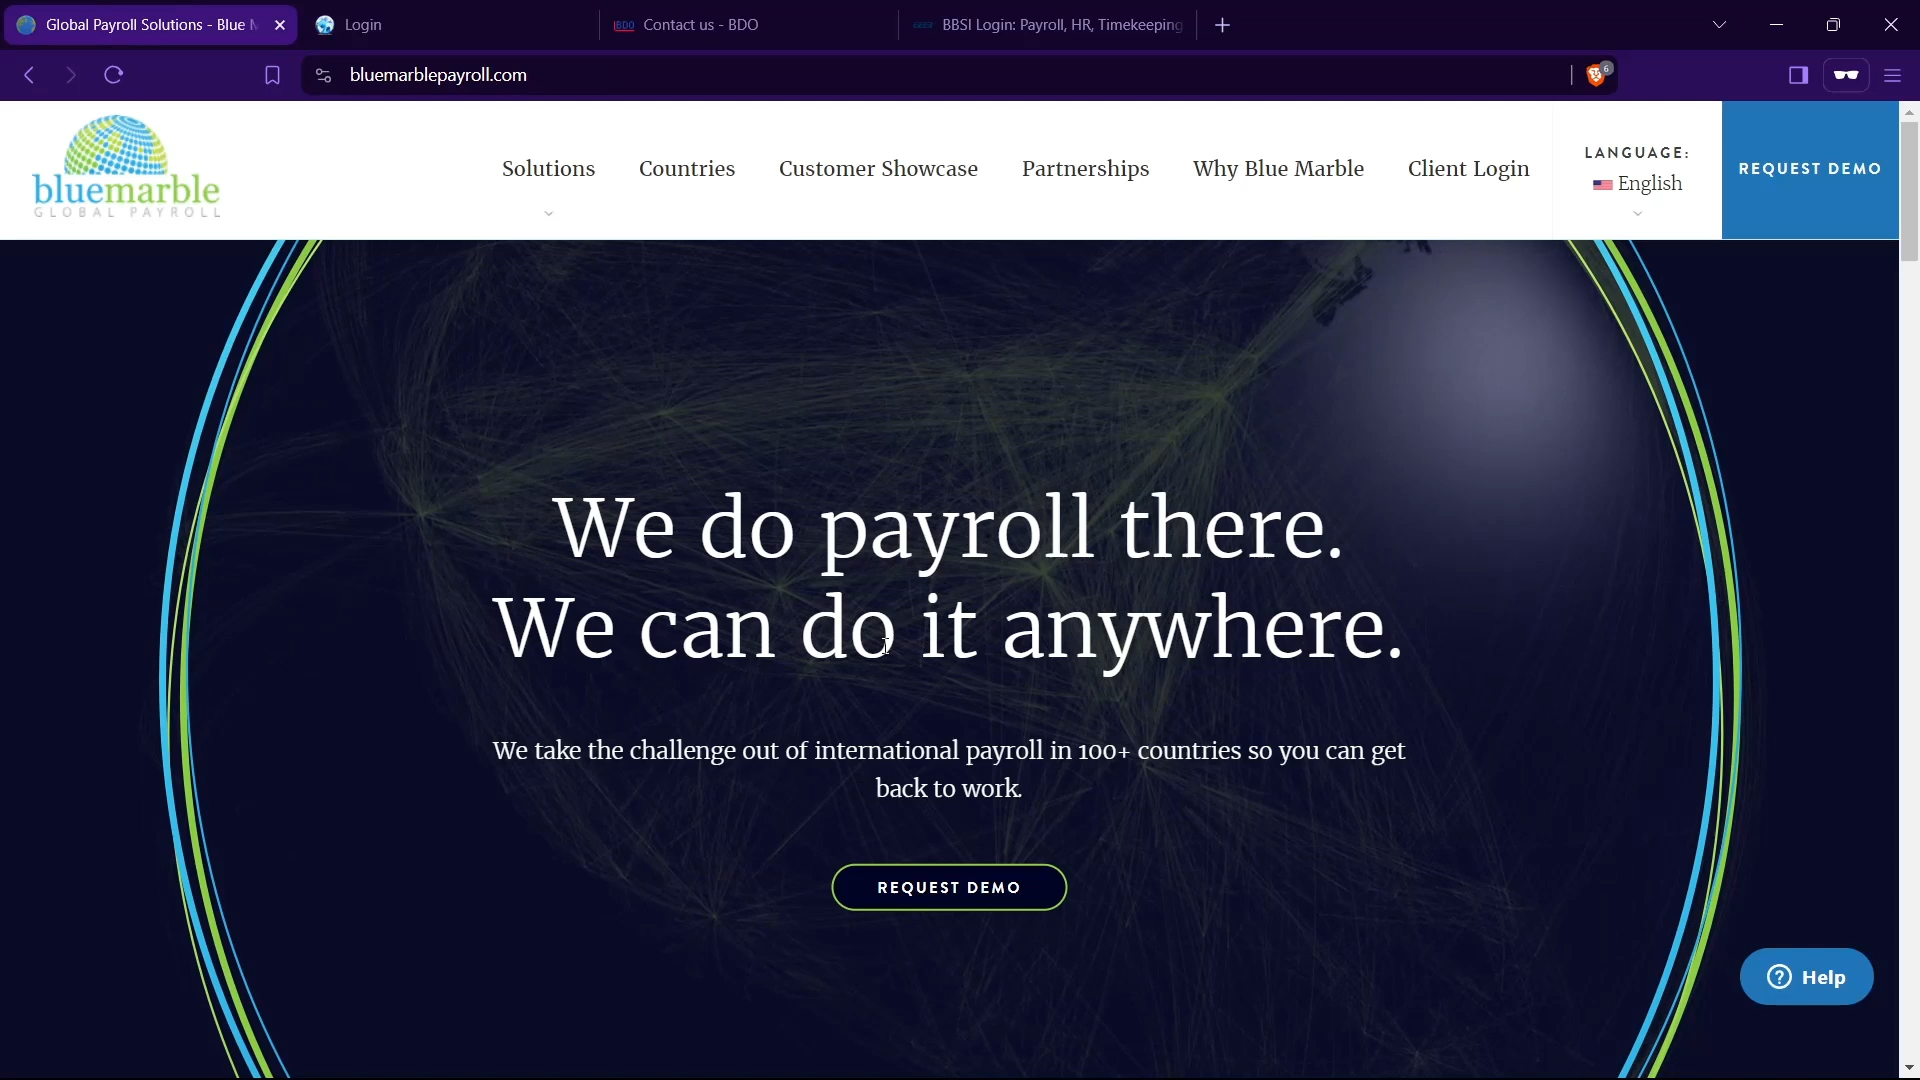 Global Payroll Solutions - Blue
Login
BDO
Contact us - BDO
BBSI Login: Payroll, HR, Timekeeping
bluemarblepayroll.com
6
bluemarble
GLOBAL PAYROLL
Solutions
Countries
Customer Showcase
Partnerships
Why Blue Marble
Client Login
LANGUAGE:
English
REQUEST DEMO
We do payroll there.
We can do it anywhere.
We take the challenge out of international payroll in 100+ countries so you can get
back to work.
REQUEST DEMO
? Help